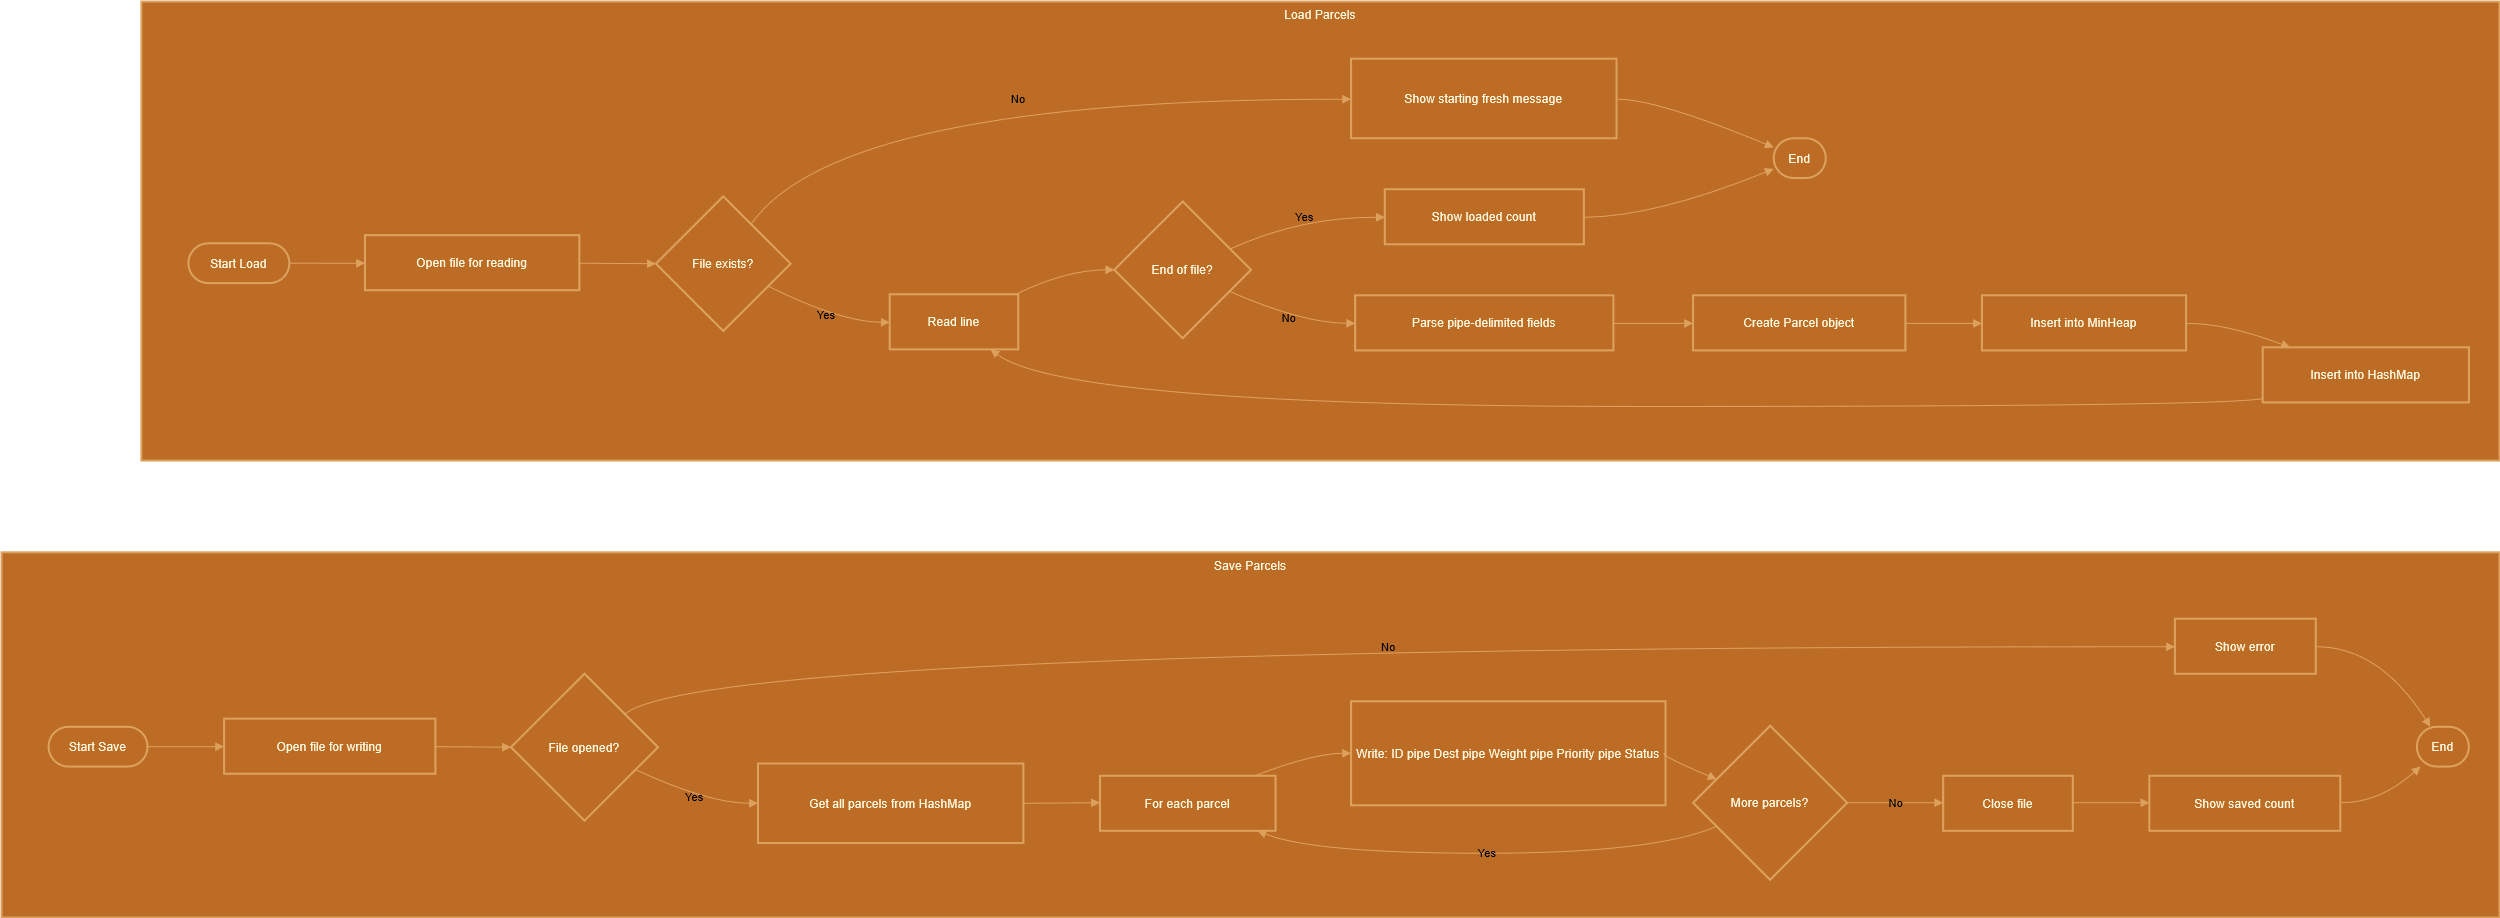 Load Parcels
No
Show starting fresh message
End
Yes
Show loaded count
Start Load
Open file for reading
File exists?
End of file?
Yes
Read line
No
Parse pipe-delimited fields
Create Parcel object
Insert into MinHeap
Insert into HashMap
Save Parcels
No
Show error
Start Save
Open file for writing
File opened?
Write: ID pipe Dest pipe Weight pipe Priority pipe Status
End
Yes
Get all parcels from HashMap
For each parcel
More parcels?
No
Close file
Show saved count
Yes